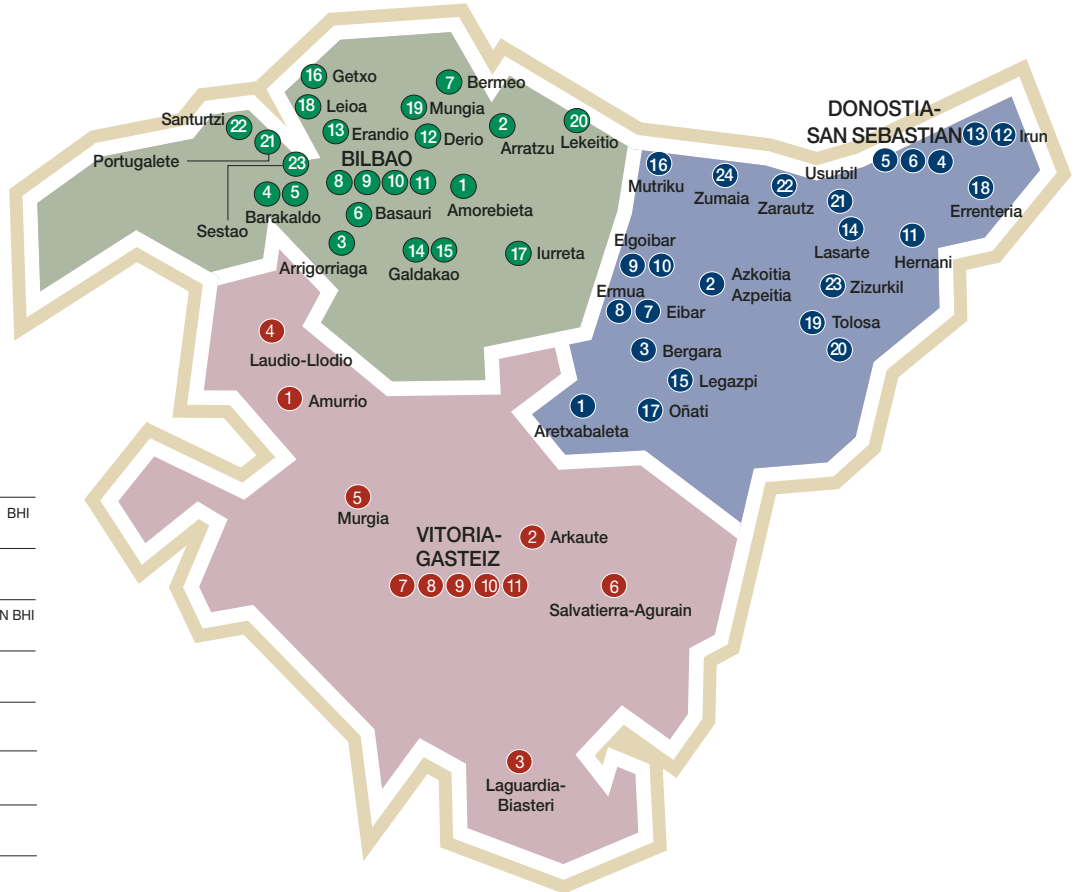 16 Getxo
7 Bermeo
18 Leioa
19 Mungia
Santurtzi 22
13 Erandio
12 Derio
2
Arratzu
20
Lekeitio
21
Portugalete
23
Sestao
BILBAO
8 9 10 11
4 5
Barakaldo
1
Amorebieta
6 Basauri
3
Arrigorriaga
14 15
Galdakao
17 Iurreta
DONOSTIA-
SAN SEBASTIAN
5 6 4
13 12 Irun
16
Mutriku
24
Zumaia
22
Zarautz
Usurbil
21
18
Errenteria
14
Lasarte
11
Hernani
Elgoibar
9 10
2 Azkoitia
Azpeitia
23 Zizurkil
Ermua
8 7 Eibar
19 Tolosa
20
3 Bergara
15 Legazpi
1
Aretxabaleta
17 Oñati
4
Laudio-Llodio
1 Amurrio
5
Murgia
VITORIA-
GASTEIZ
7 8 9 10 11
2 Arkaute
6
Salvatierra-Agurain
3
Laguardia-
Biasteri
BHI
N BHI